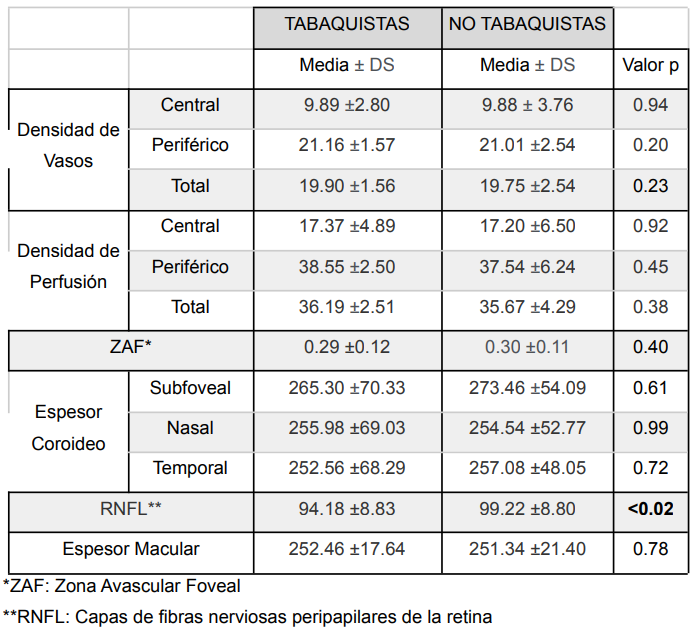 TABAQUISTAS NO TABAQUISTAS
Media ± DS Media ± DS Valor p
Densidad de Vasos Central 9.89 ±2.80 9.88 ± 3.76 0.94
Periférico 21.16 ±1.57 21.01 ±2.54 0.20
Total 19.90 ±1.56 19.75 ±2.54 0.23
Densidad de Perfusión Central 17.37 ±4.89 17.20 ±6.50 0.92
Periférico 38.55 ±2.50 37.54 ±6.24 0.45
Total 36.19 ±2.51 35.67 ±4.29 0.38
ZAF* 0.29 ±0.12 0.30 ±0.11 0.40
Espesor Coroideo Subfoveal 265.30 ±70.33 273.46 ±54.09 0.61
Nasal 255.98 ±69.03 254.54 ±52.77 0.99
Temporal 252.56 ±68.29 257.08 ±48.05 0.72
RNFL** 94.18 ±8.83 99.22 ±8.80 <0.02
Espesor Macular 252.46 ±17.64 251.34 ±21.40 0.78
*ZAF: Zona Avascular Foveal
**RNFL: Capas de fibras nerviosas peripapilares de la retina